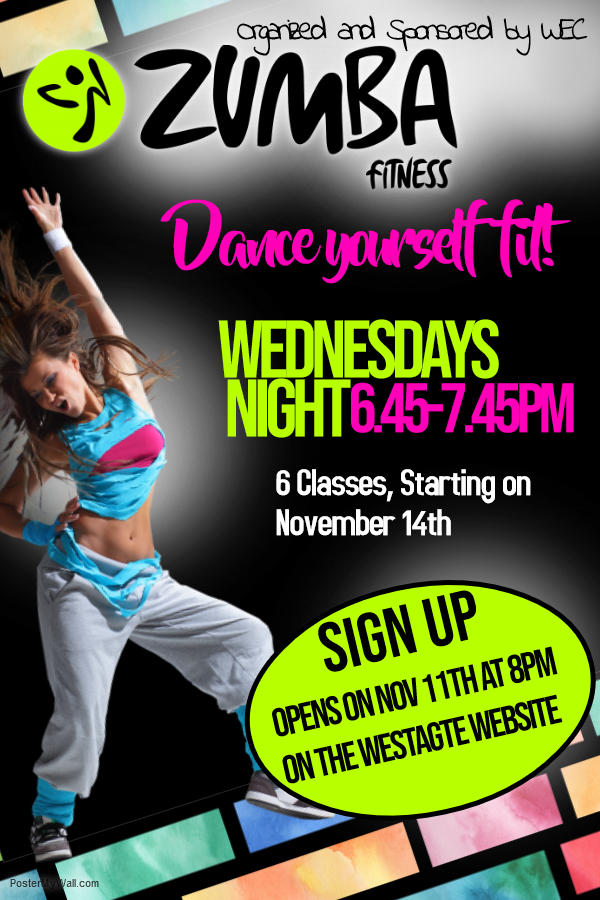 Organized and Sponsored by WEC
ZUMBA
FITNESS
Dance yourself fit!
WEDNESDAYS
NIGHT 6.45-7.45PM
6 Classes, Starting on
November 14th
SIGN UP
OPENS ON NOV 11TH AT 8PM
ON THE WESTAGTE WEBSITE
PosterMyWall.com